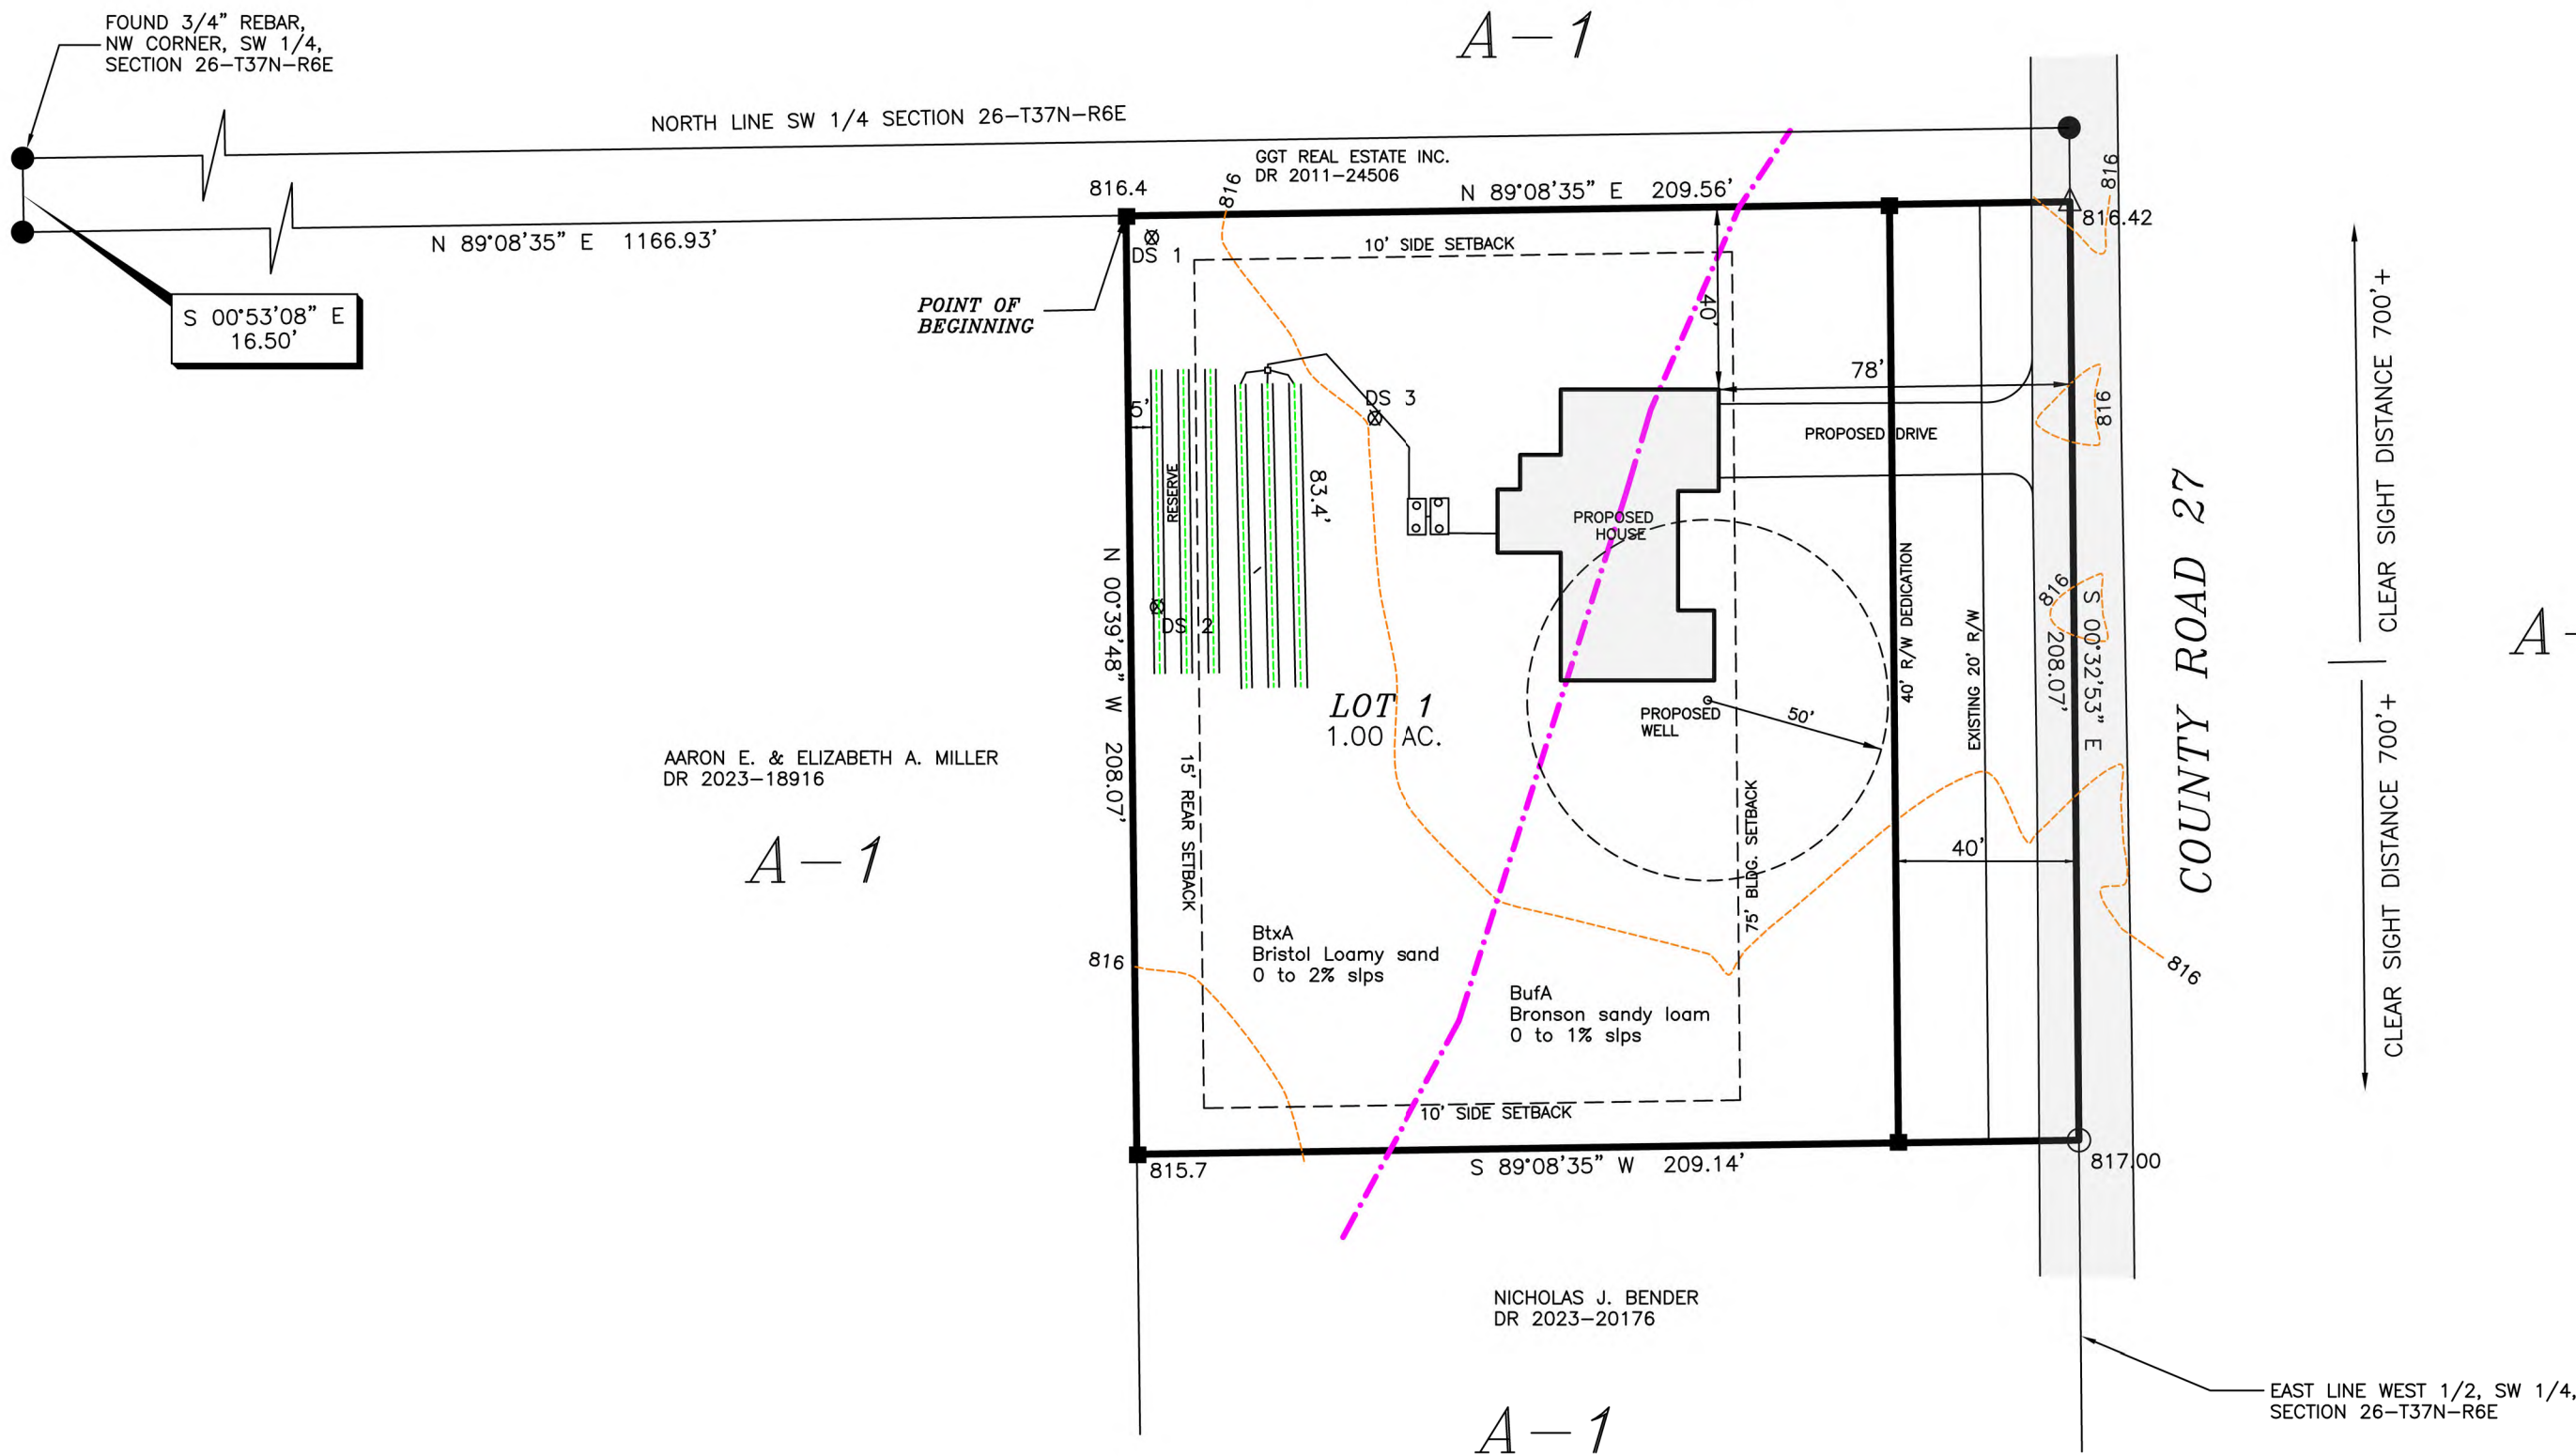 FOUND 3/4" REBAR,
NW CORNER, SW 1/4,
SECTION 26-T37N-R6E
A-1
NORTH LINE SW 1/4 SECTION 26-T37N-R6E
GGT REAL ESTATE INC.
DR 2011-24506
816
816.4
N 89°08'35" E 209.56'
816
816.42
N 89°08'35" E 1166.93'
DS 1
10' SIDE SETBACK
POINT OF
BEGINNING
S 00°53'08" E
16.50'
40'
78'
816
5'
DS 3
PROPOSED DRIVE
RESERVE
83.4'
PROPOSED
HOUSE
CLEAR SIGHT DISTANCE 700'+
COUNTY ROAD 27
N 00°39'48" W 208.07'
DS 2
40' R/W DEDICATION
EXISTING 20' R/W
816
S 00°32'53" E
208.07'
A-
LOT 1
1.00 AC.
PROPOSED
WELL
50'
AARON E. & ELIZABETH A. MILLER
DR 2023-18916
A-1
15' REAR SETBACK
75' BLDG. SETBACK
40'
CLEAR SIGHT DISTANCE 700'+
BtxA
Bristol Loamy sand
0 to 2% slps
816
816
BufA
Bronson sandy loam
0 to 1% slps
10' SIDE SETBACK
815.7
S 89°08'35" W 209.14'
817.00
NICHOLAS J. BENDER
DR 2023-20176
EAST LINE WEST 1/2, SW 1/4,
SECTION 26-T37N-R6E
A-1